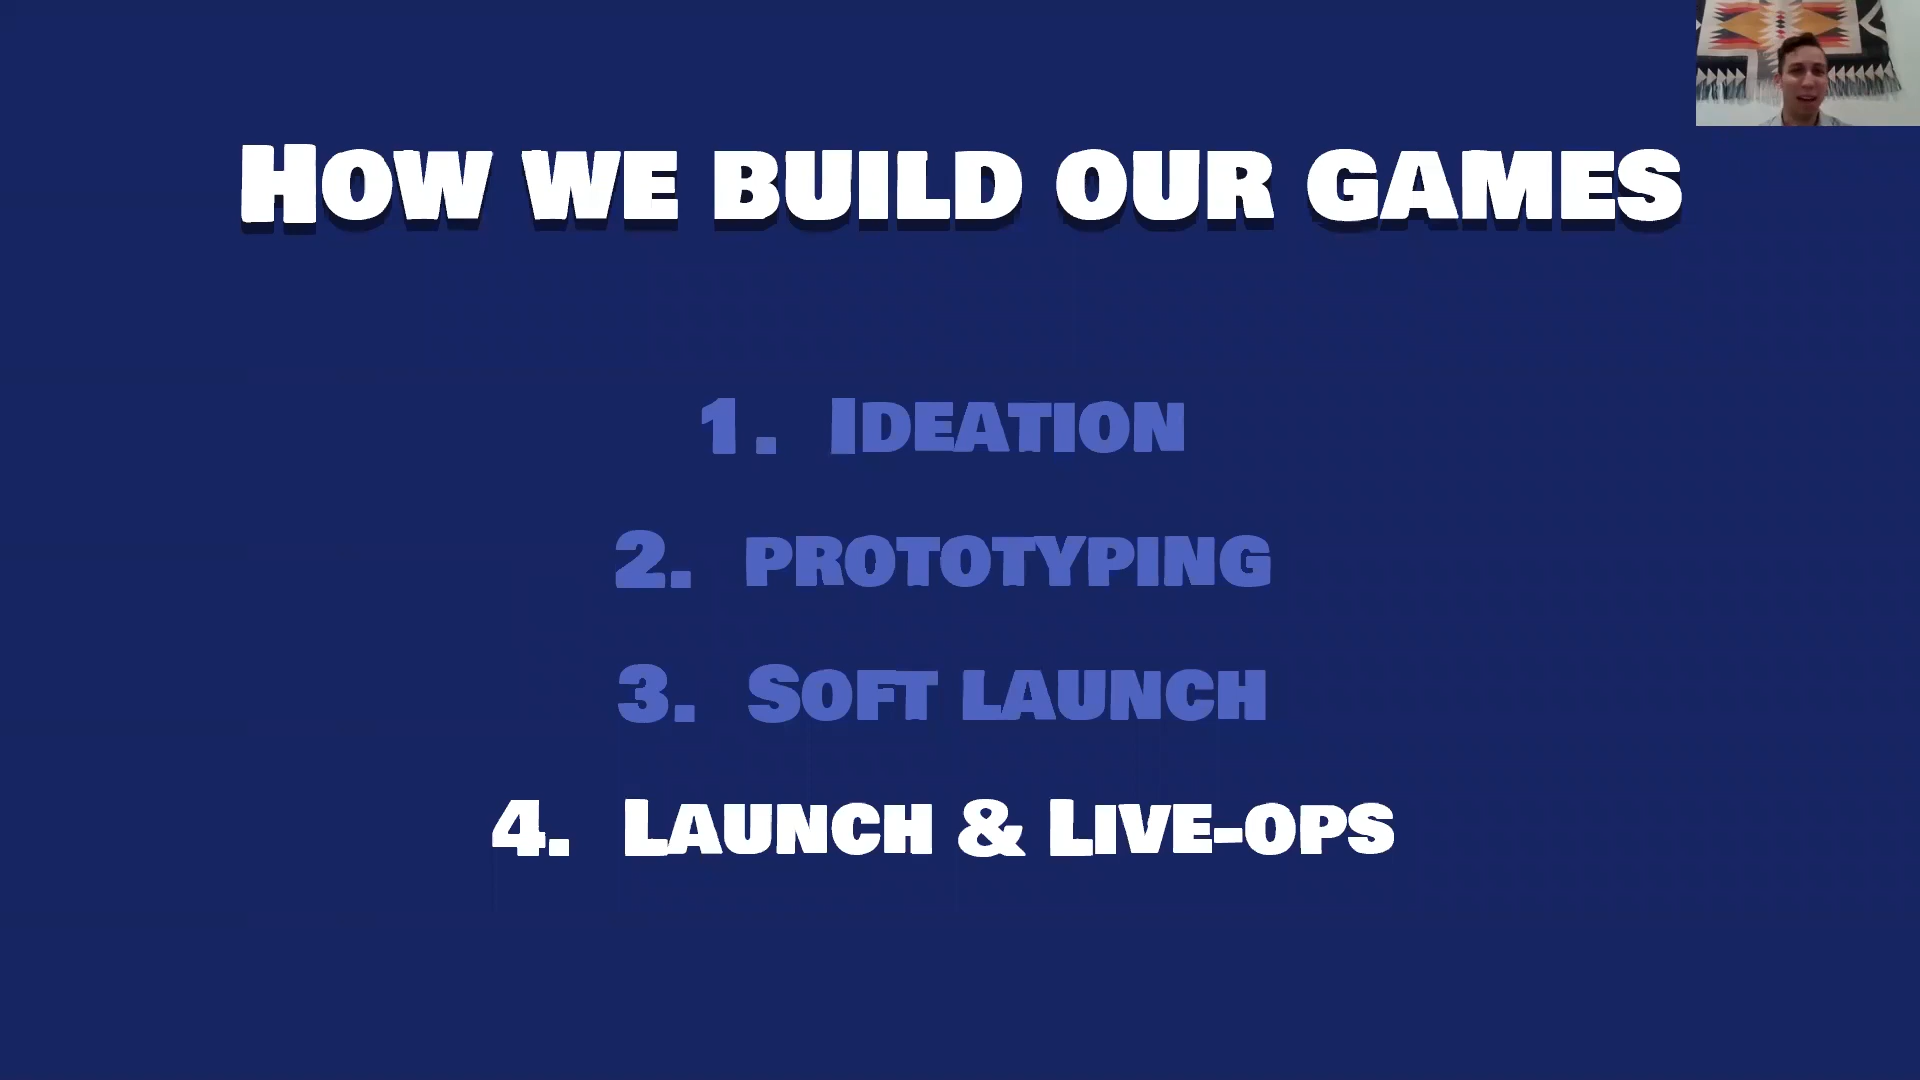 How we build our games
1. Ideation
2. prototyping
3. Soft launch
4. Launch & Live-ops